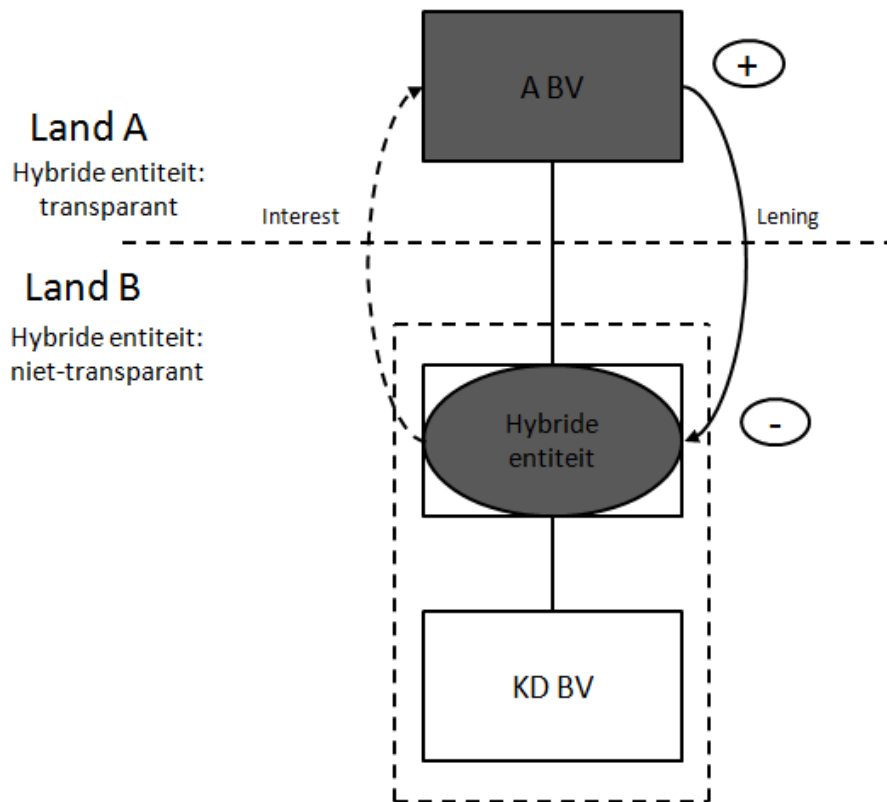 A BV
+
Land A
Hybride entiteit:
transparant
Interest
Lening
Land B
Hybride entiteit:
niet-transparant
Hybride
entiteit
-
KD BV